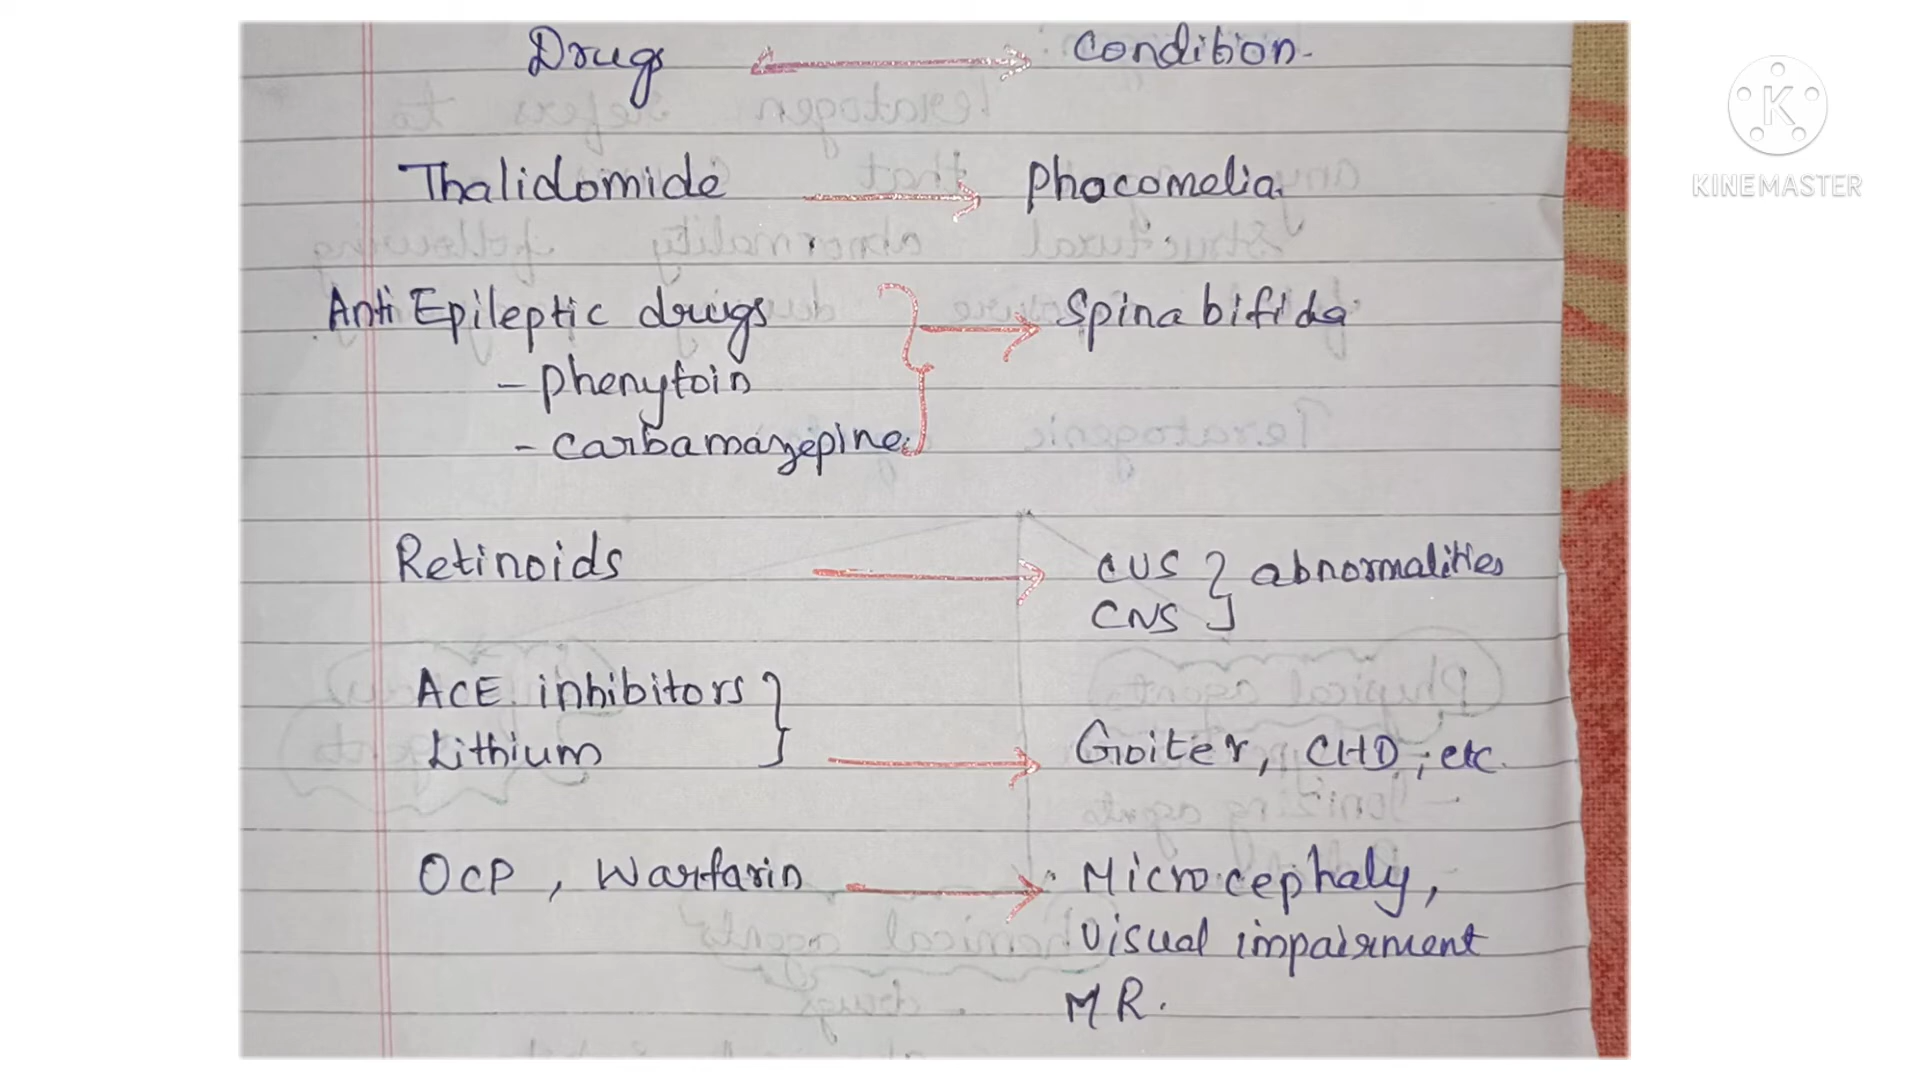 Drugs Condition.
Thalidomide Phocomelia.
Anti Epileptic drugs Spina bifida
- Phenytoin
- Carbamazepine
Retinoids CVS abnormalities
CNS
ACE inhibitors
Lithium Goiter, CHD, etc.
OCP, Warfarin Microcephaly,
Visual impairment
MR.
KINEMASTER